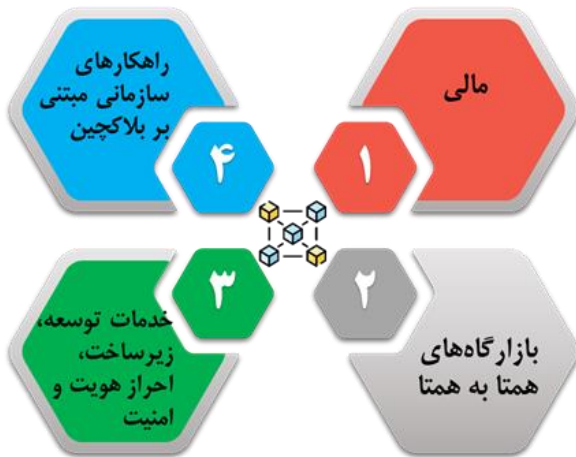 مالی
۱
بازارگاه‌های
همتا به همتا
۲
خدمات توسعه،
زیرساخت،
احراز هویت و
امنیت
۳
راهکارهای
سازمانی مبتنی
بر بلاکچین
۴